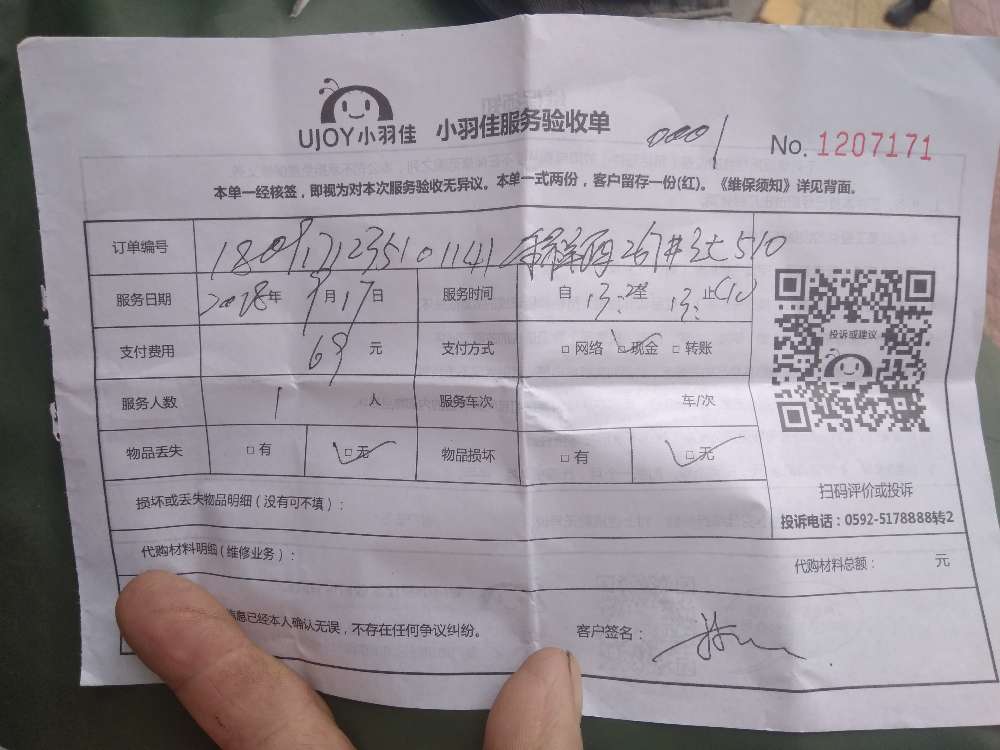 UJOY小羽佳 小羽佳服务验收单 0001 No. 1207171
本单一经核签，即视为对本次服务验收无异议。本单一式两份，客户留存一份(红)。《维保须知》详见背面。
订单编号 510
服务日期 年 9月17日 服务时间 自 13: 至 13: 止
支付费用 69 元 支付方式 □ 网络 □ 现金 □ 转账
服务人数 1 人 服务车次 车/次
物品丢失 □ 有 □ 无 物品损坏 □ 有 □ 无
投诉或建议
扫码评价或投诉
损坏或丢失物品明细（没有可不填）：
投诉电话：0592-5178888转2
代购材料明细（维修业务）： 代购材料总额： 元
信息已经本人确认无误，不存在任何争议纠纷。 客户签名：